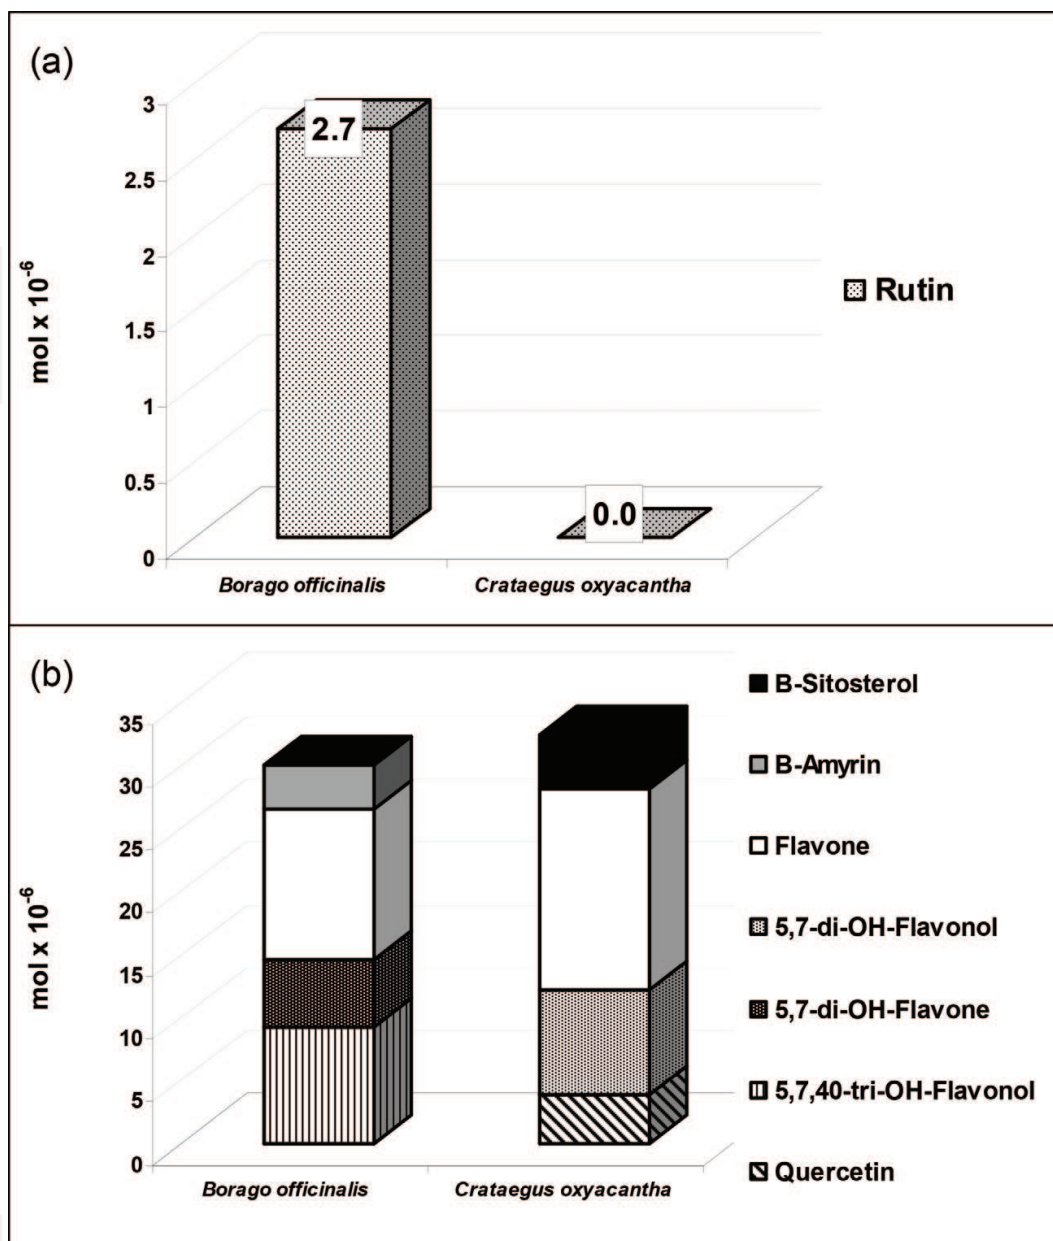 (a)
3
2.5
2
1.5
1
0.5
0
mol x 10⁻⁶
2.7
0.0
Borago officinalis
Crataegus oxyacantha
Rutin
(b)
35
30
25
20
15
10
5
0
mol x 10⁻⁶
Borago officinalis
Crataegus oxyacantha
B-Sitosterol
B-Amyrin
Flavone
5,7-di-OH-Flavonol
5,7-di-OH-Flavone
5,7,40-tri-OH-Flavonol
Quercetin